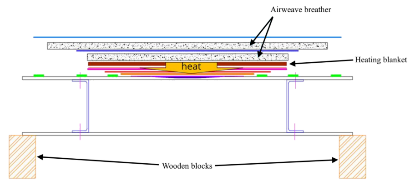 Airweave breather
Heating blanket
heat
Wooden blocks